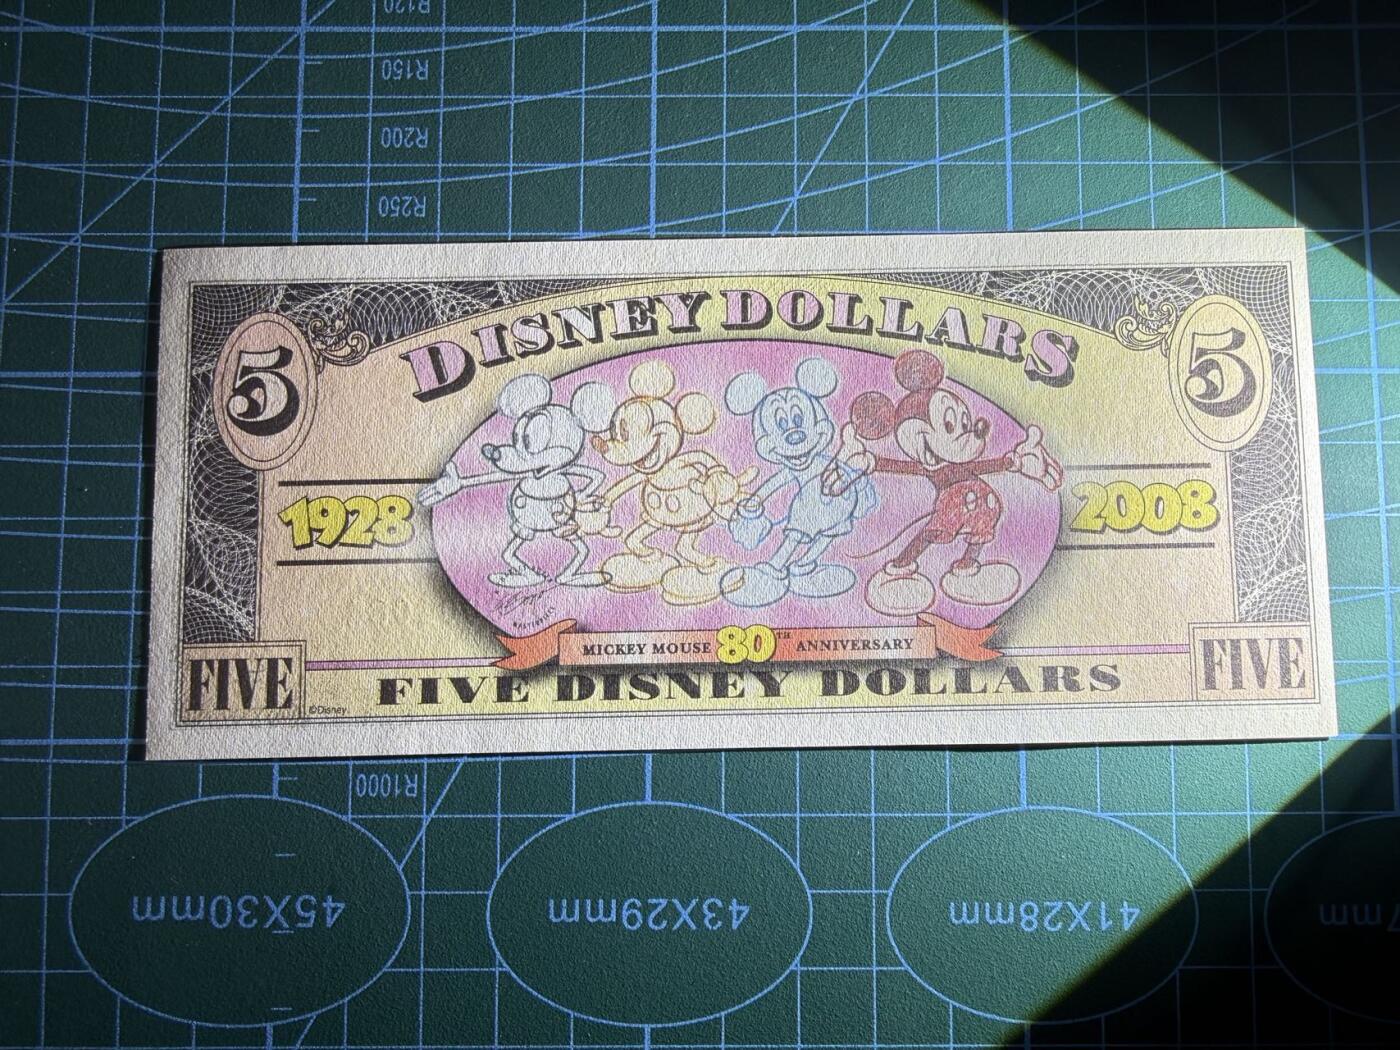 R120
R150
R200
R250
DISNEY DOLLARS
5
5
1928
2008
MICKEY MOUSE 80TH ANNIVERSARY
FIVE
FIVE DISNEY DOLLARS
FIVE
©Disney
R1000
45X30mm
43X29mm
41X28mm